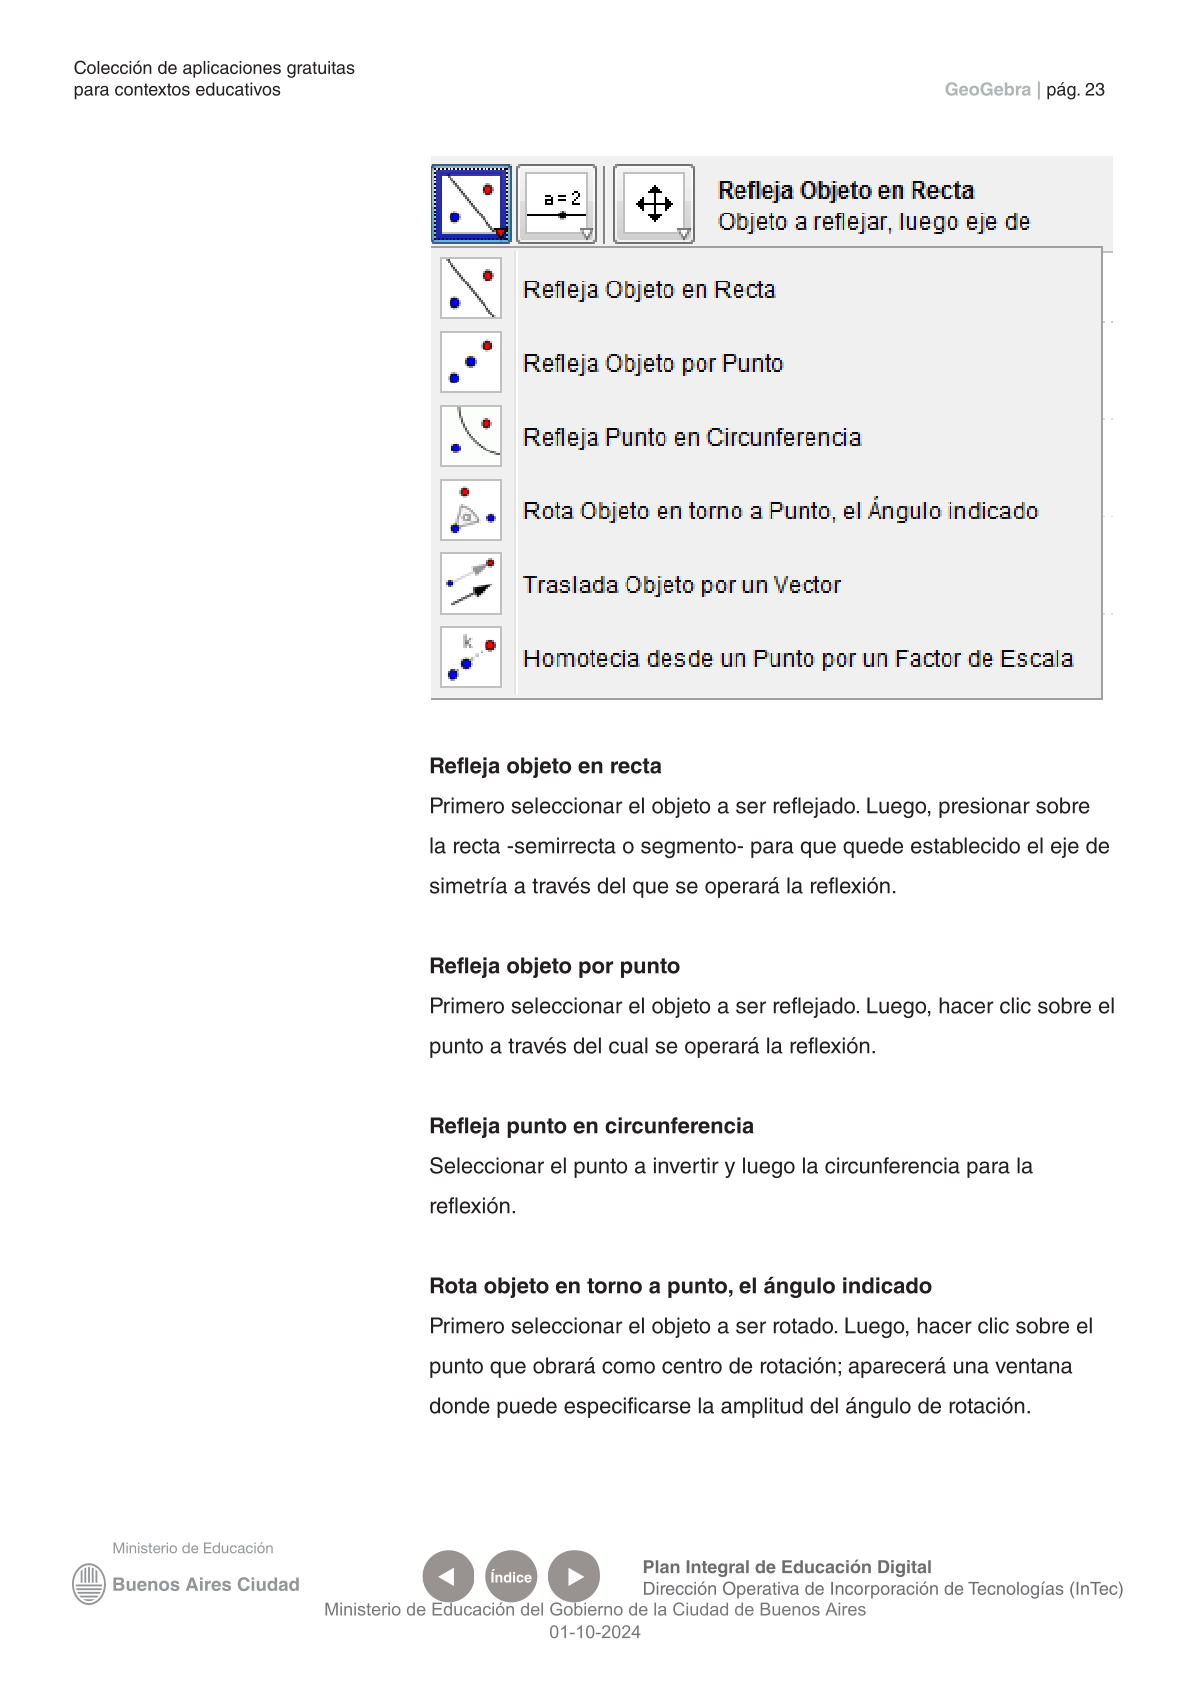 Colección de aplicaciones gratuitas
para contextos educativos
GeoGebra | pág. 23
a = 2
Refleja Objeto en Recta
Objeto a reflejar, luego eje de
Refleja Objeto en Recta
Refleja Objeto por Punto
Refleja Punto en Circunferencia
α
Rota Objeto en torno a Punto, el Ángulo indicado
Traslada Objeto por un Vector
k
Homotecia desde un Punto por un Factor de Escala
Refleja objeto en recta
Primero seleccionar el objeto a ser reflejado. Luego, presionar sobre
la recta -semirrecta o segmento- para que quede establecido el eje de
simetría a través del que se operará la reflexión.
Refleja objeto por punto
Primero seleccionar el objeto a ser reflejado. Luego, hacer clic sobre el
punto a través del cual se operará la reflexión.
Refleja punto en circunferencia
Seleccionar el punto a invertir y luego la circunferencia para la
reflexión.
Rota objeto en torno a punto, el ángulo indicado
Primero seleccionar el objeto a ser rotado. Luego, hacer clic sobre el
punto que obrará como centro de rotación; aparecerá una ventana
donde puede especificarse la amplitud del ángulo de rotación.
Ministerio de Educación
Buenos Aires Ciudad
Índice
Plan Integral de Educación Digital
Dirección Operativa de Incorporación de Tecnologías (InTec)
Ministerio de Educación del Gobierno de la Ciudad de Buenos Aires
01-10-2024